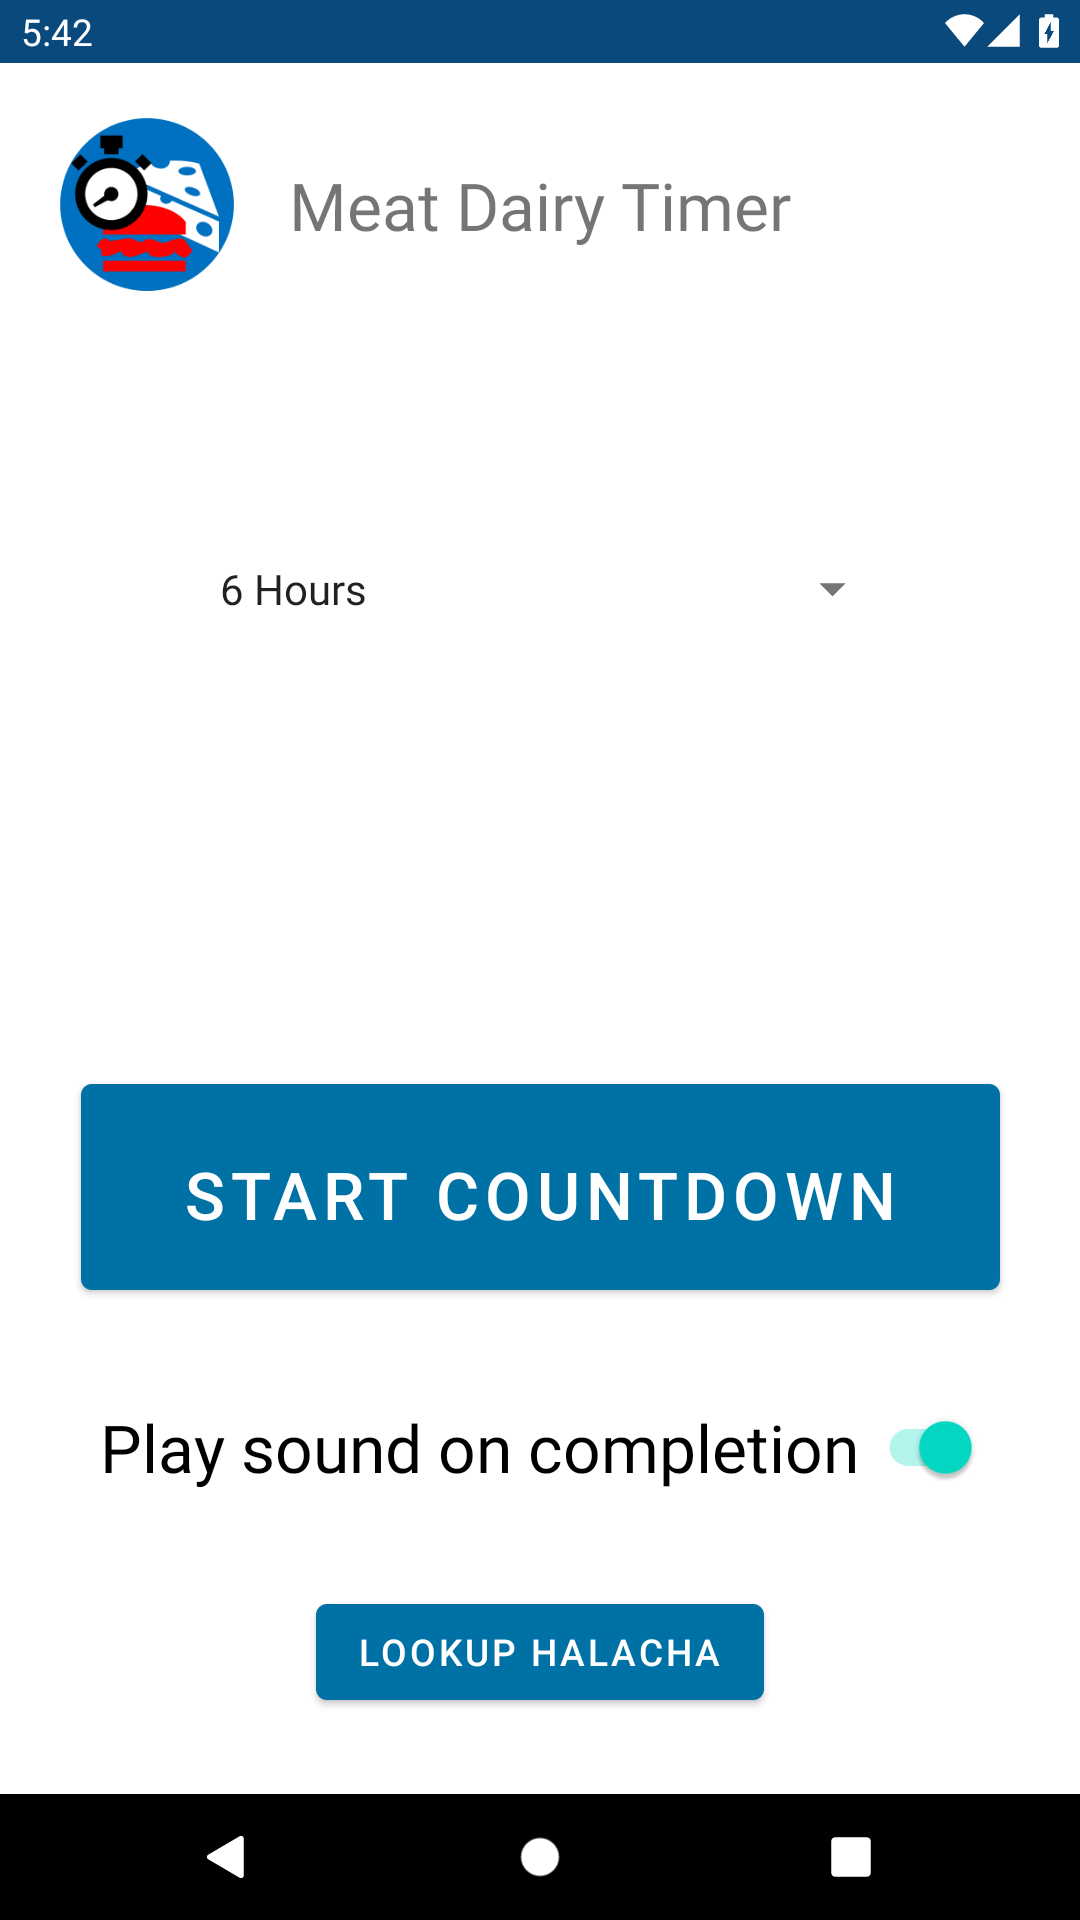 5:42
Meat Dairy Timer
6 Hours
START COUNTDOWN
Play sound on completion
LOOKUP HALACHA